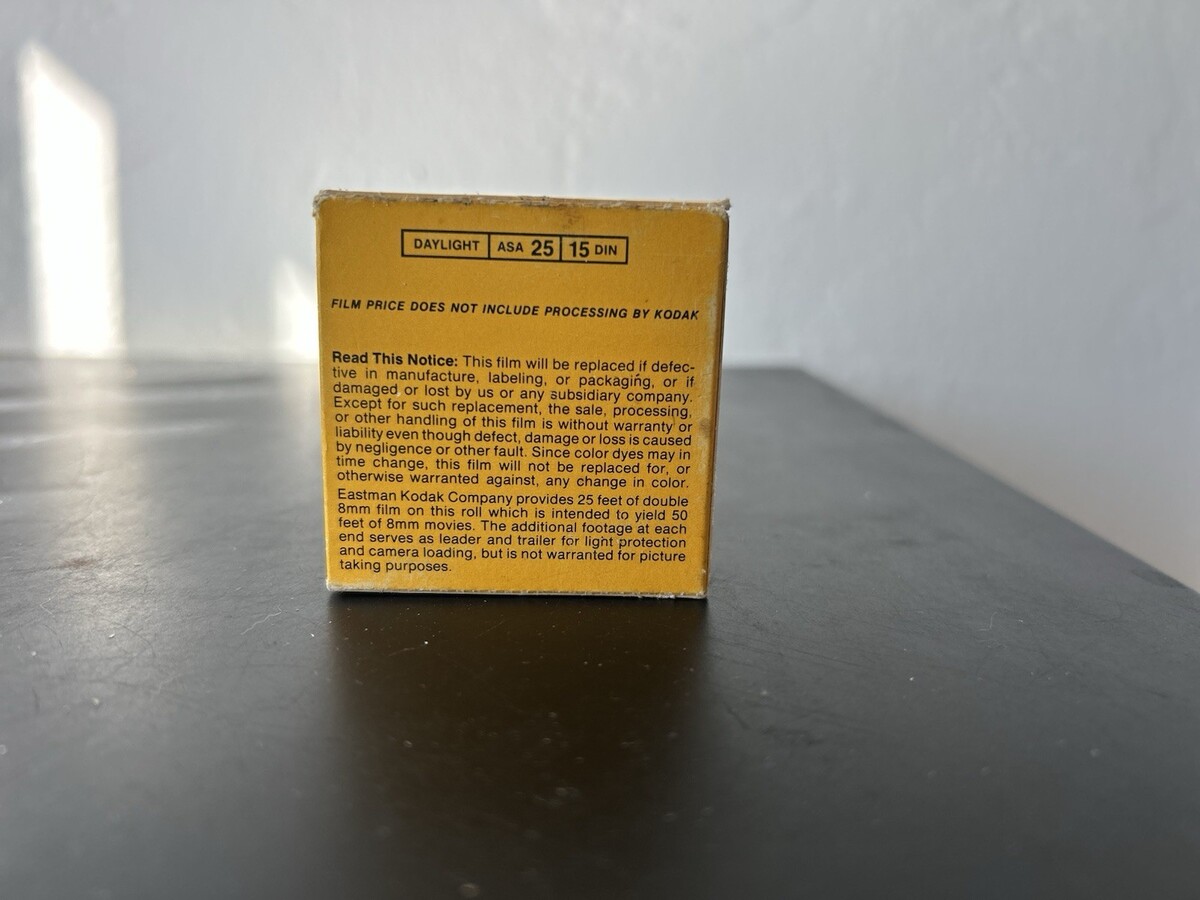 DAYLIGHT ASA 25 15 DIN
FILM PRICE DOES NOT INCLUDE PROCESSING BY KODAK
Read This Notice: This film will be replaced if defec-
tive in manufacture, labeling, or packaging, or if
damaged or lost by us or any subsidiary company.
Except for such replacement, the sale, processing,
or other handling of this film is without warranty or
liability even though defect, damage or loss is caused
by negligence or other fault. Since color dyes may in
time change, this film will not be replaced for, or
otherwise warranted against, any change in color.
Eastman Kodak Company provides 25 feet of double
8mm film on this roll which is intended to yield 50
feet of 8mm movies. The additional footage at each
end serves as leader and trailer for light protection
and camera loading, but is not warranted for picture
taking purposes.